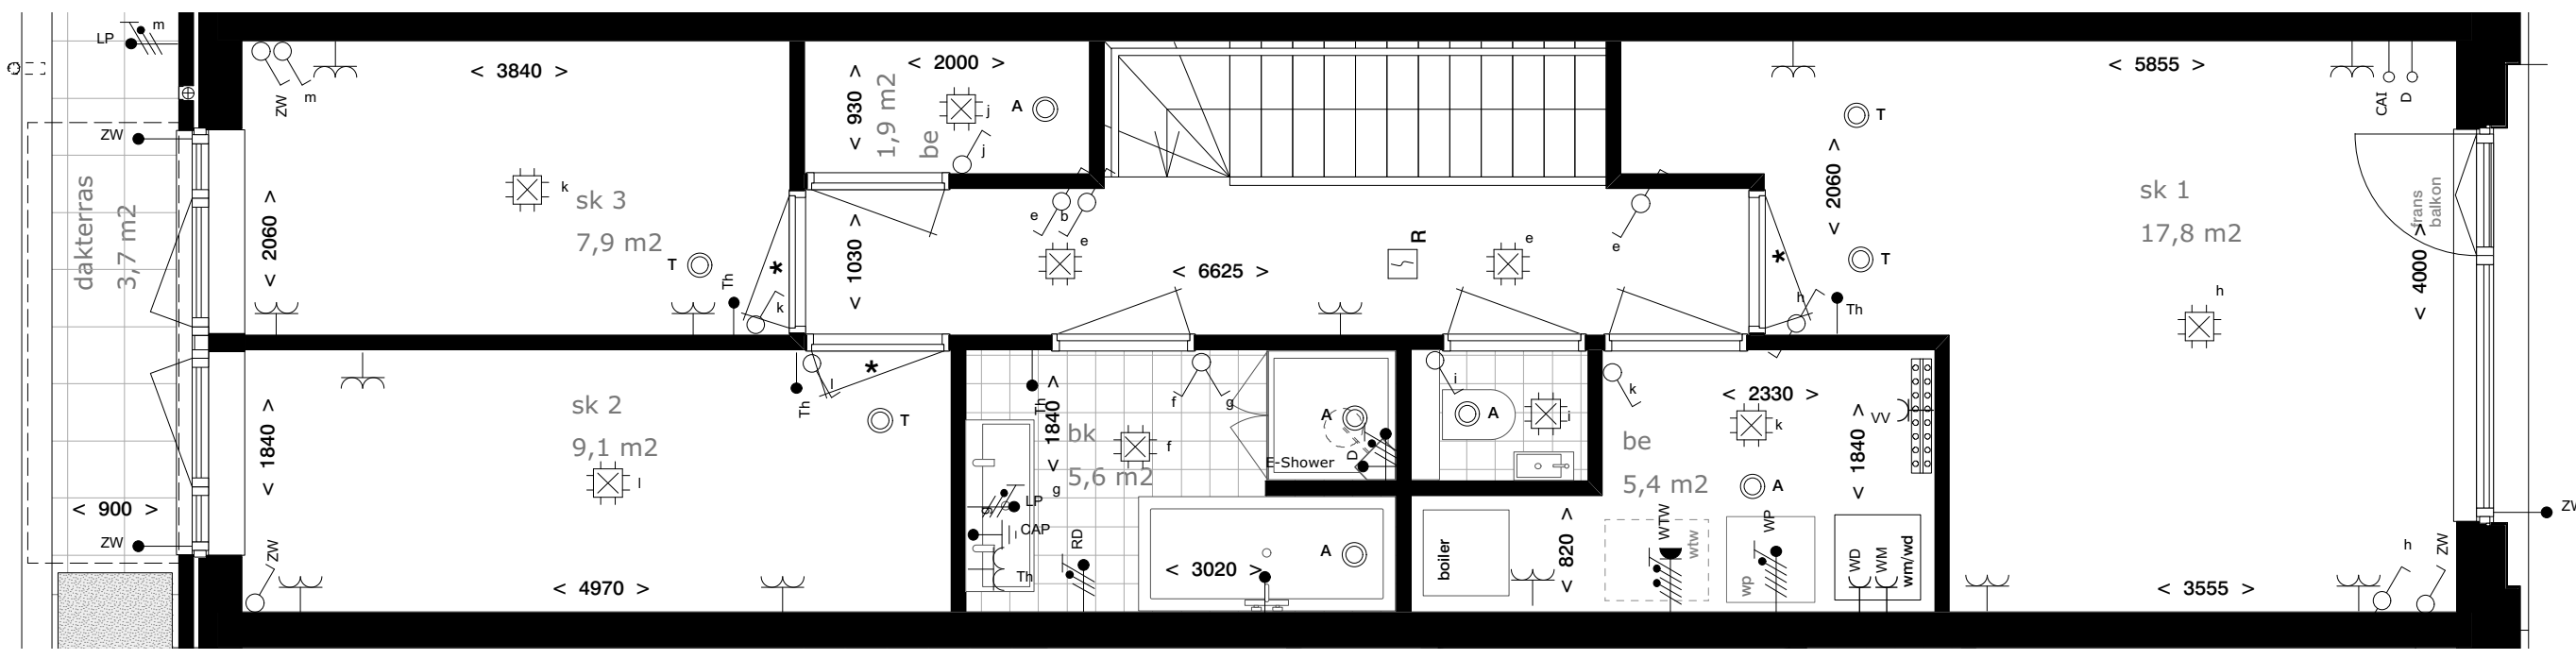 LP
m
ZW
m
< 3840 >
< 930 >
1,9 m2
be
< 2000 >
j
A
j
T
< 5855 >
CAI
D
ZW
dakterras
3,7 m2
< 2060 >
k
sk 3
7,9 m2
T
Th
*
k
< 1030 >
e
b
e
< 6625 >
R
e
e
*
h
Th
T
< 2060 >
sk 1
17,8 m2
h
frans
balkon
< 4000 >
< 900 >
ZW
ZW
< 1840 >
sk 2
9,1 m2
l
< 4970 >
Th
l
*
T
Th
< 1840 >
bk
5,6 m2
f
g
f
g
g
LP
CAP
Th
RD
A
D
E-Shower
< 3020 >
A
i
A
i
k
< 2330 >
k
be
5,4 m2
A
< 1840 >
VV
boiler
< 820 >
WTW
wtw
WP
wp
WD
WM
wm/wd
< 3555 >
h
ZW
ZW